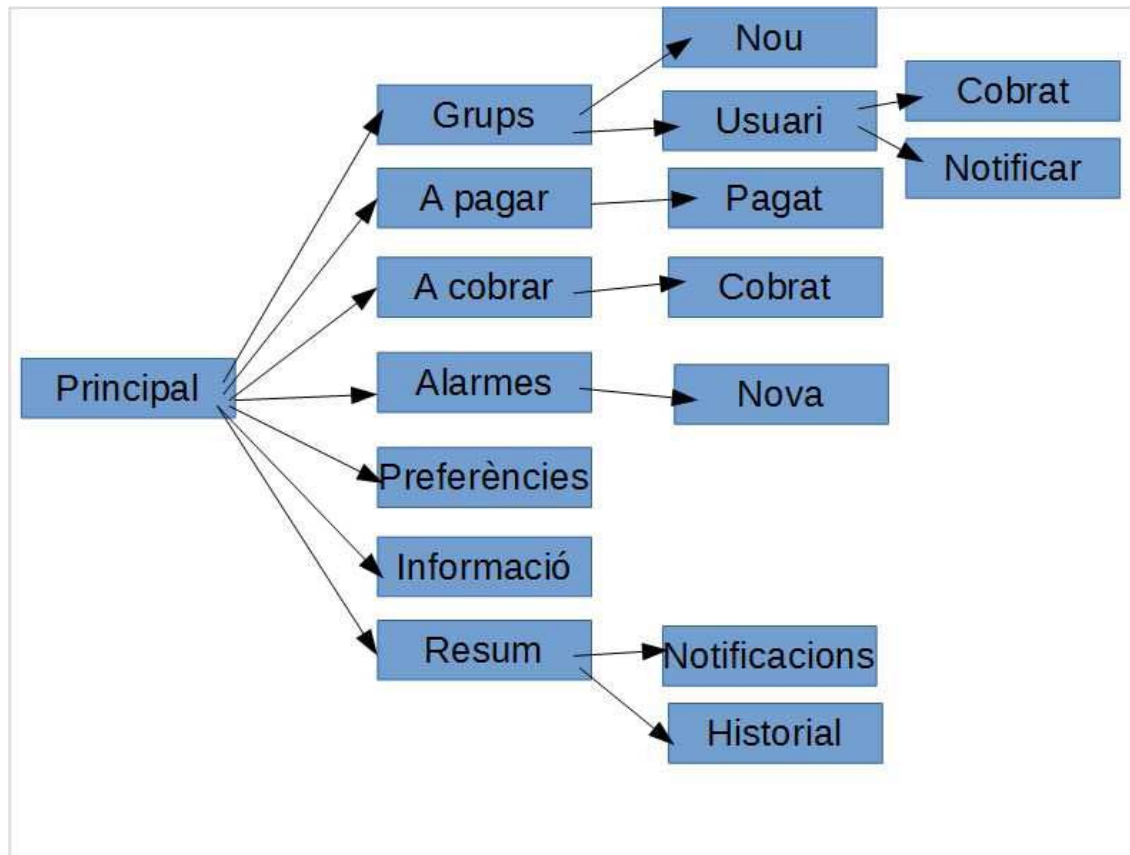 Nou
Cobrat
Grups
Usuari
Notificar
A pagar
Pagat
A cobrar
Cobrat
Principal
Alarmes
Nova
Preferències
Informació
Resum
Notificacions
Historial